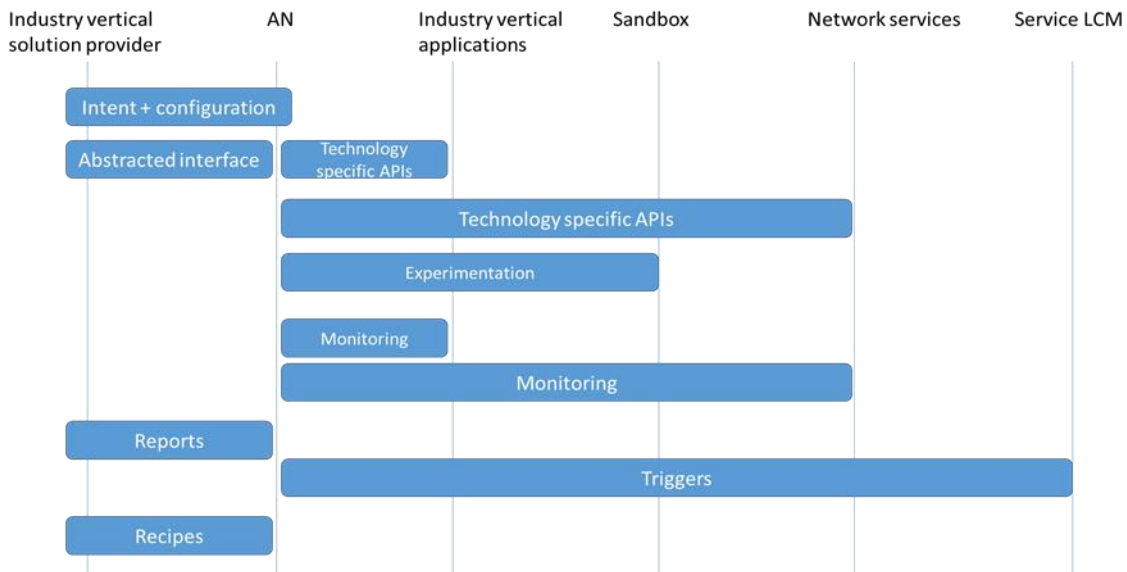 Industry vertical
solution provider
AN
Industry vertical
applications
Sandbox
Network services
Service LCM
Intent + configuration
Abstracted interface
Technology
specific APIs
Technology specific APIs
Experimentation
Monitoring
Monitoring
Reports
Triggers
Recipes